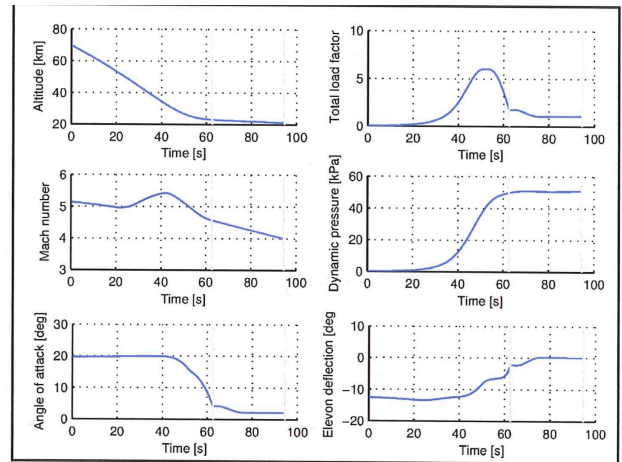 80
60
40
20
0 20 40 60 80 100
Altitude [km]
Time [s]
10
5
0
0 20 40 60 80 100
Total load factor
Time [s]
6
5
4
3
0 20 40 60 80 100
Mach number
Time [s]
60
40
20
0
0 20 40 60 80 100
Dynamic pressure [kPa]
Time [s]
30
20
10
0
0 20 40 60 80 100
Angle of attack [deg]
Time [s]
10
0
−10
−20
0 20 40 60 80 100
Elevon deflection [deg
Time [s]